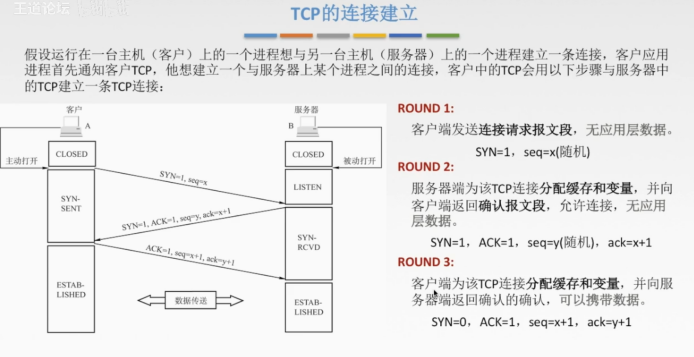 王道论坛
TCP的连接建立
假设运行在一台主机（客户）上的一个进程想与另一台主机（服务器）上的一个进程建立一条连接，客户应用
进程首先通知客户TCP，他想建立一个与服务器上某个进程之间的连接，客户中的TCP会用以下步骤与服务器中
的TCP建立一条TCP连接：
客户
A
服务器
B
主动打开
被动打开
CLOSED
CLOSED
SYN=1, seq=x
LISTEN
SYN-
SENT
SYN=1, ACK=1, seq=y, ack=x+1
SYN-
RCVD
ACK=1, seq=x+1, ack=y+1
ESTAB-
LISHED
数据传送
ESTAB-
LISHED
ROUND 1:
客户端发送连接请求报文段，无应用层数据。
SYN=1，seq=x(随机)
ROUND 2:
服务器端为该TCP连接分配缓存和变量，并向
客户端返回确认报文段，允许连接，无应用
层数据。
SYN=1，ACK=1，seq=y(随机)，ack=x+1
ROUND 3:
客户端为该TCP连接分配缓存和变量，并向服
务器端返回确认的确认，可以携带数据。
SYN=0，ACK=1，seq=x+1，ack=y+1